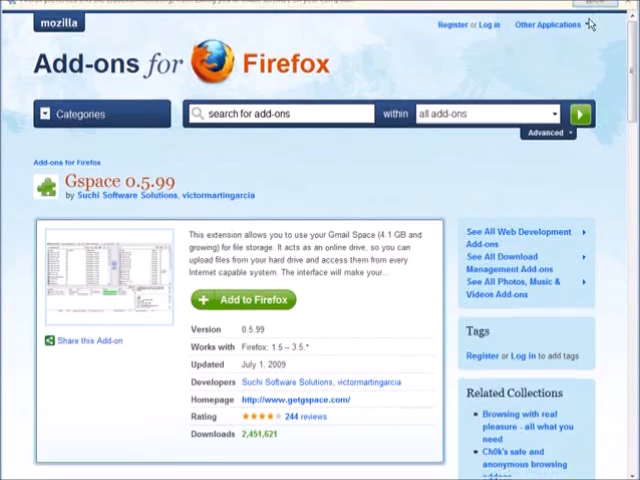 mozilla
Register or Log in
Other Applications
Add-ons for Firefox
Categories
search for add-ons
within
all add-ons
Advanced
Add-ons for Firefox
Gspace 0.5.99
by Suchi Software Solutions, victormartingarcia
This extension allows you to use your Gmail Space (4.1 GB and
growing) for file storage. It acts as an online drive, so you can
upload files from your hard drive and access them from every
Internet capable system. The interface will make your...
Add to Firefox
Share this Add-on
Version 0.5.99
Works with Firefox: 1.5 – 3.5.*
Updated July 1, 2009
Developers Suchi Software Solutions, victormartingarcia
Homepage http://www.getgspace.com/
Rating 244 reviews
Downloads 2,451,621
See All Web Development
Add-ons
See All Download
Management Add-ons
See All Photos, Music &
Videos Add-ons
Tags
Register or Log in to add tags
Related Collections
Browsing with real
pleasure - all what you
need
Ch0k's safe and
anonymous browsing